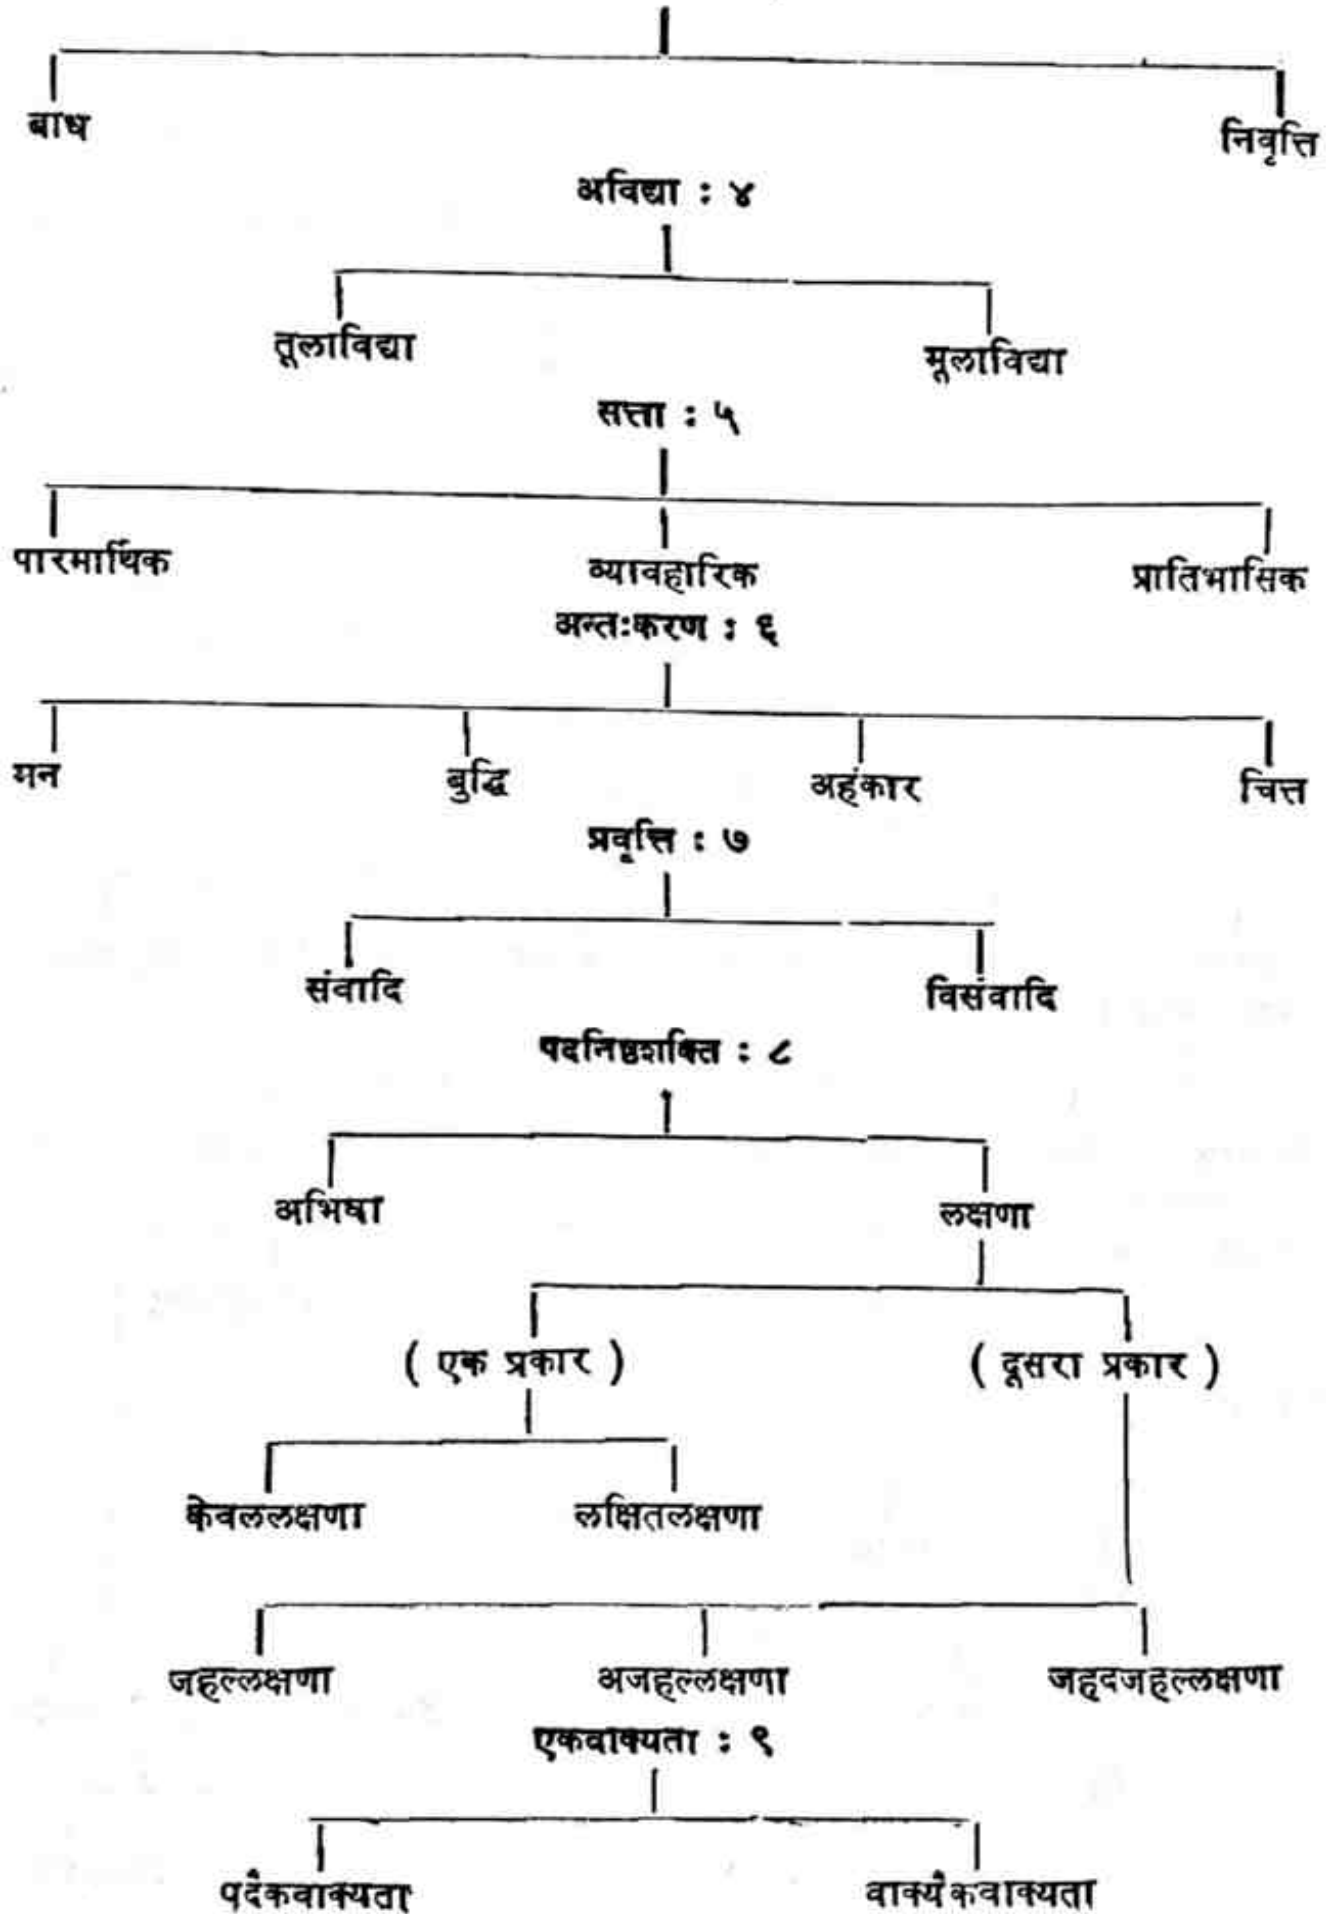 बाध निवृत्ति
अविद्या : ४
तूलाविद्या मूलाविद्या
सत्ता : ५
पारमार्थिक व्यावहारिक प्रातिभासिक
अन्तःकरण : ६
मन बुद्धि अहंकार चित्त
प्रवृत्ति : ७
संवादि विसंवादि
पदनिष्ठशक्ति : ८
अभिधा लक्षणा
( एक प्रकार ) ( दूसरा प्रकार )
केवललक्षणा लक्षितलक्षणा
जहल्लक्षणा अजहल्लक्षणा जहदजहल्लक्षणा
एकवाक्यता : ९
पदैकवाक्यता वाक्यैकवाक्यता